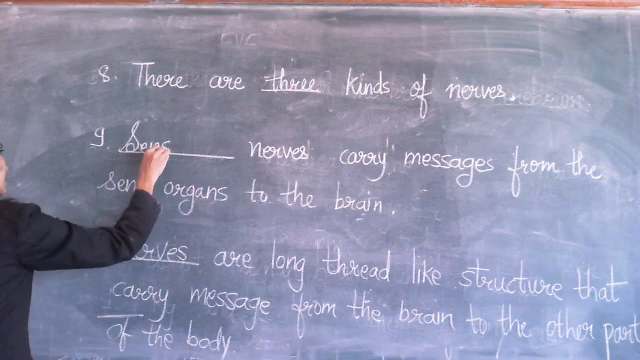 8. There are three kinds of nerves.
9. Sens nerves carry messages from the
sen organs to the brain.
rves are long thread like structure that
carry message from the brain to the other part
of the body